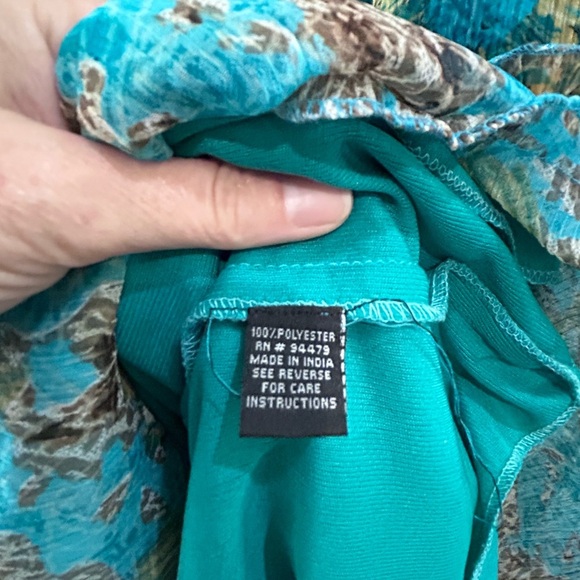 100% POLYESTER
RN # 94479
MADE IN INDIA
SEE REVERSE
FOR CARE
INSTRUCTIONS